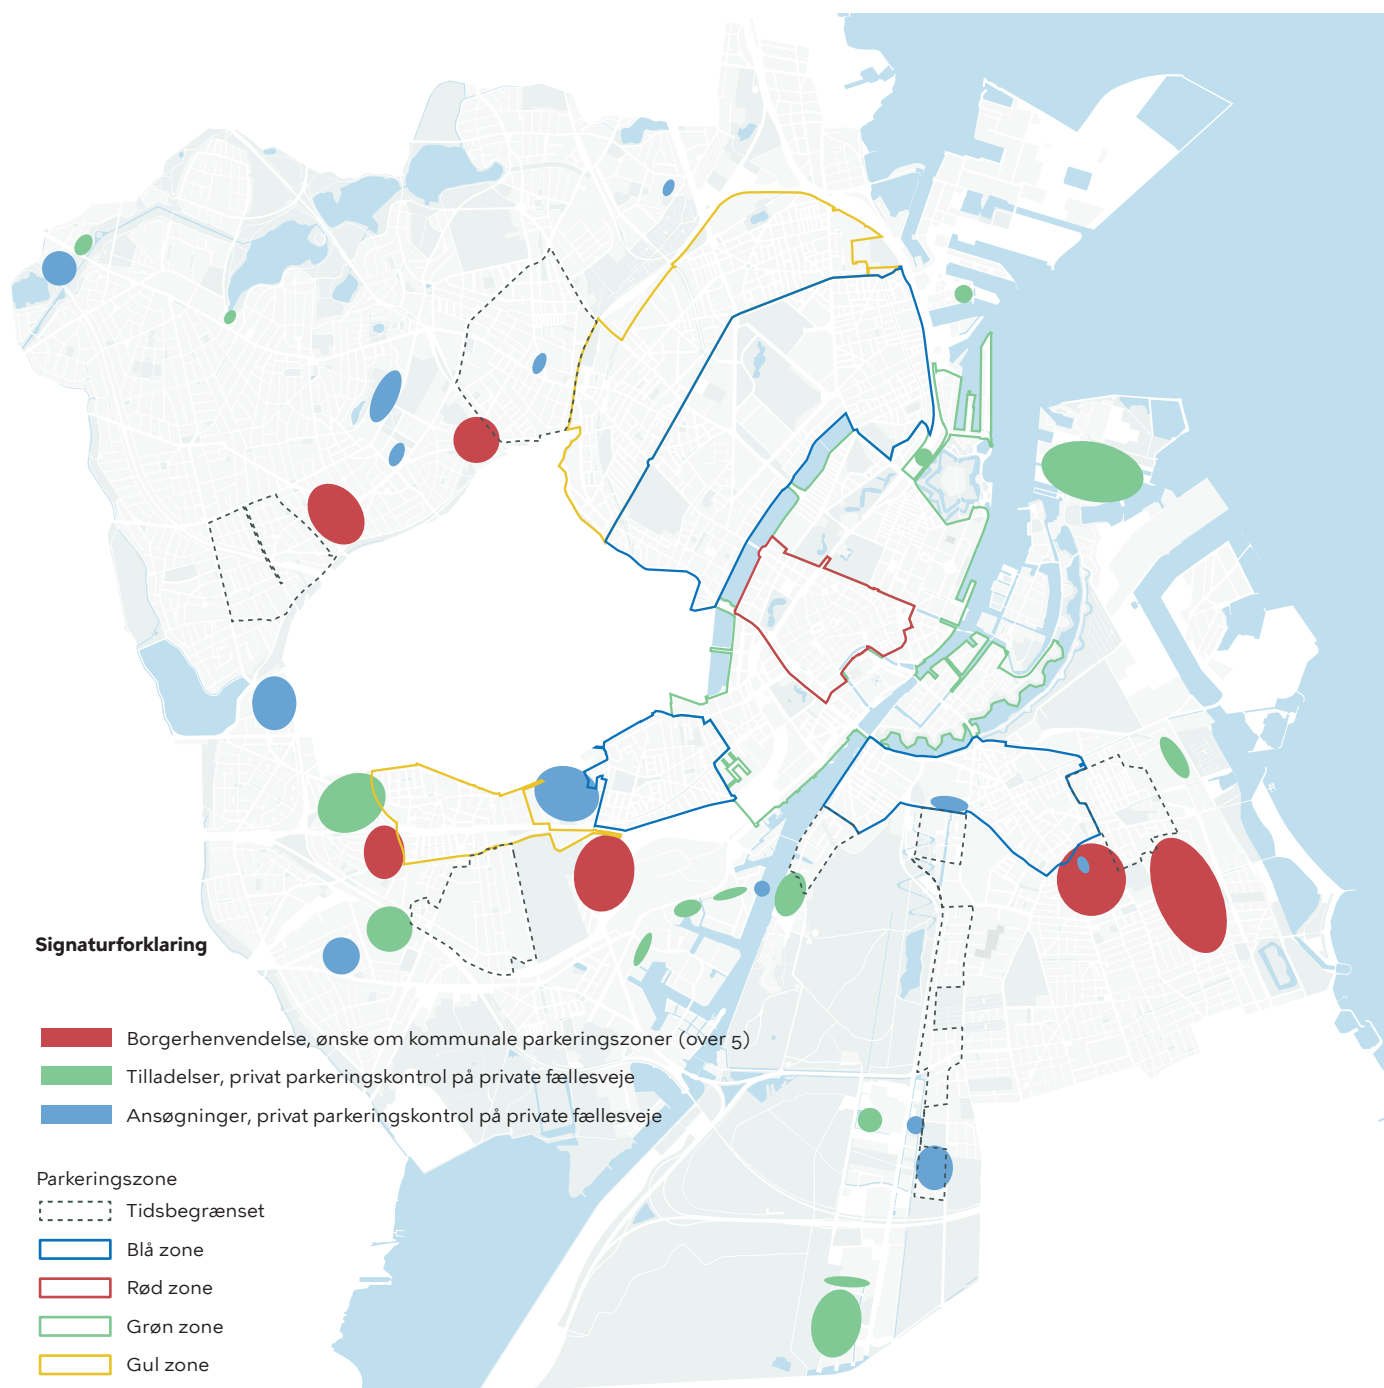 Signaturforklaring
Borgerhenvendelse, ønske om kommunale parkeringszoner (over 5)
Tilladelser, privat parkeringskontrol på private fællesveje
Ansøgninger, privat parkeringskontrol på private fællesveje
Parkeringszone
Tidsbegrænset
Blå zone
Rød zone
Grøn zone
Gul zone